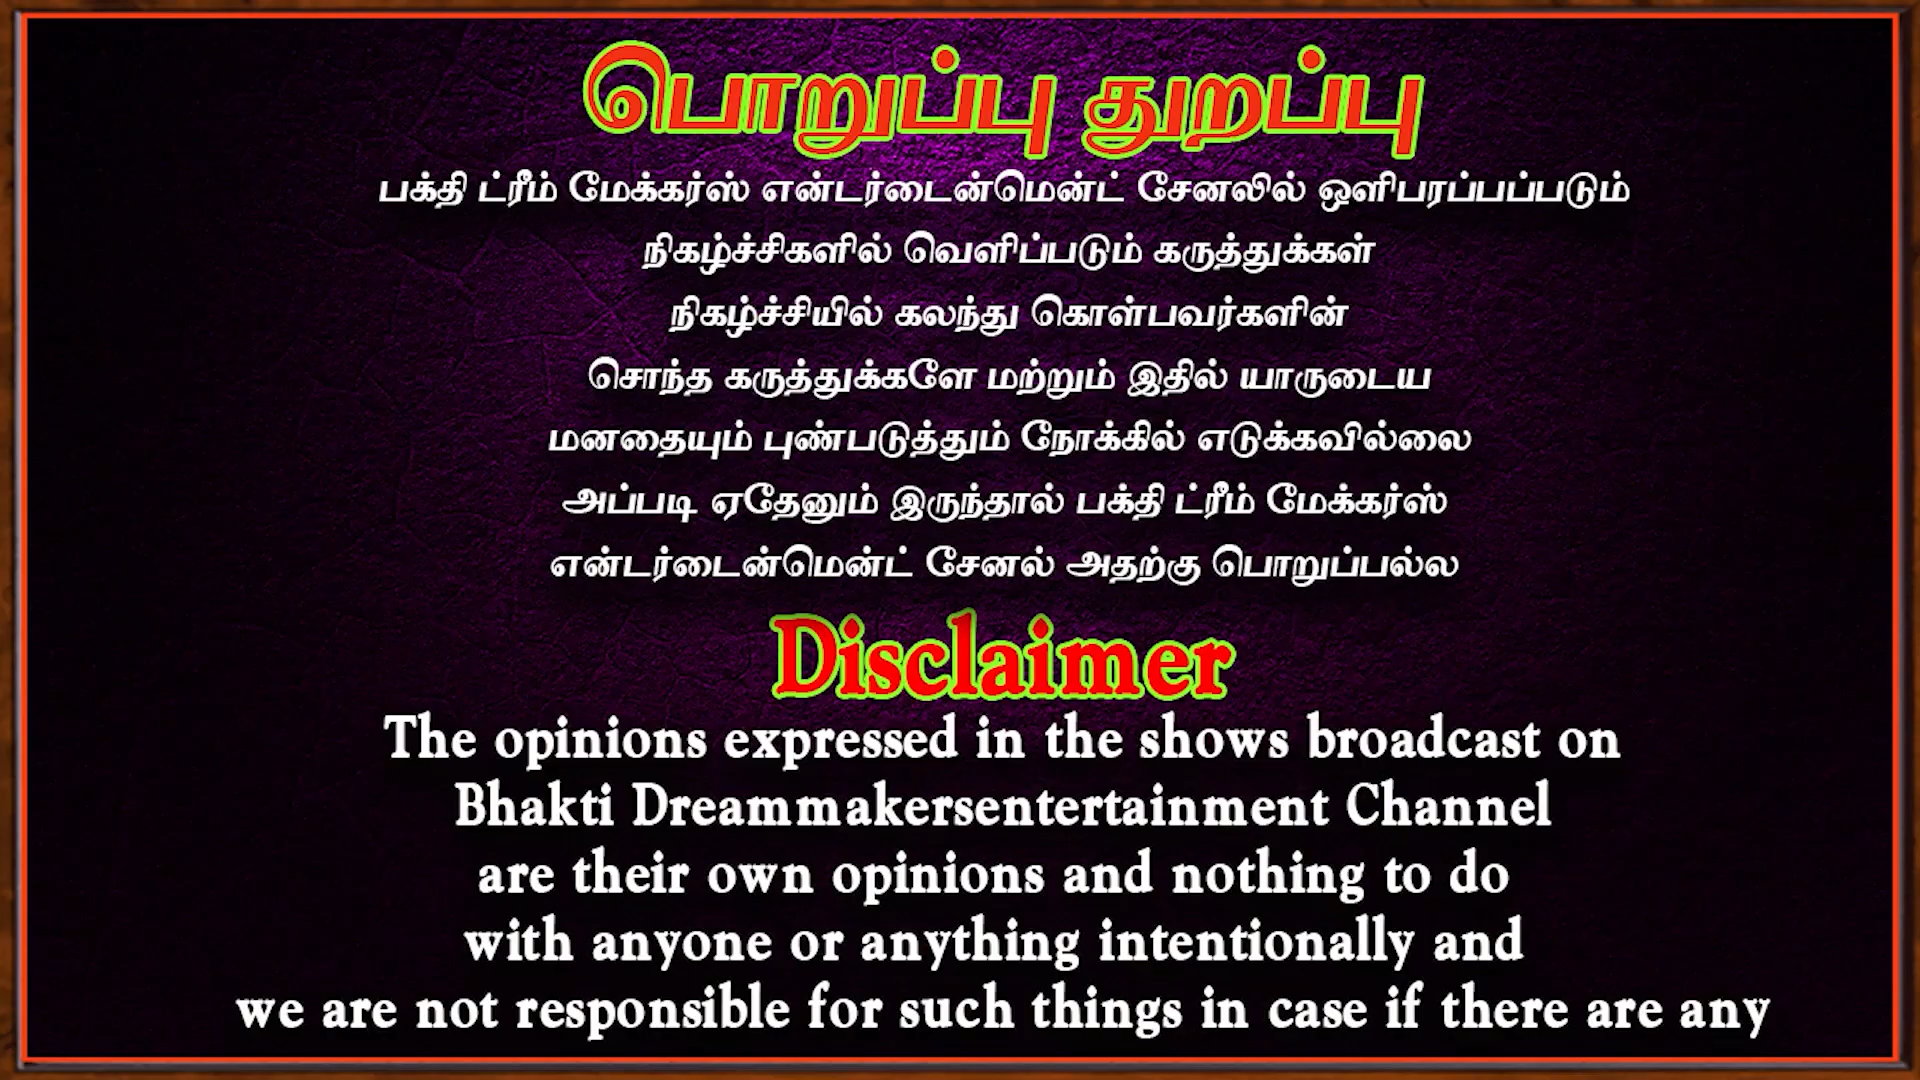 பொறுப்பு துறப்பு
பக்தி ட்ரீம் மேக்கர்ஸ் என்டர்டைன்மென்ட் சேனலில் ஒளிபரப்பப்படும்
நிகழ்ச்சிகளில் வெளிப்படும் கருத்துக்கள்
நிகழ்ச்சியில் கலந்து கொள்பவர்களின்
சொந்த கருத்துக்களே மற்றும் இதில் யாருடைய
மனதையும் புண்படுத்தும் நோக்கில் எடுக்கவில்லை
அப்படி ஏதேனும் இருந்தால் பக்தி ட்ரீம் மேக்கர்ஸ்
என்டர்டைன்மென்ட் சேனல் அதற்கு பொறுப்பல்ல
Disclaimer
The opinions expressed in the shows broadcast on
Bhakti Dreammakersentertainment Channel
are their own opinions and nothing to do
with anyone or anything intentionally and
we are not responsible for such things in case if there are any